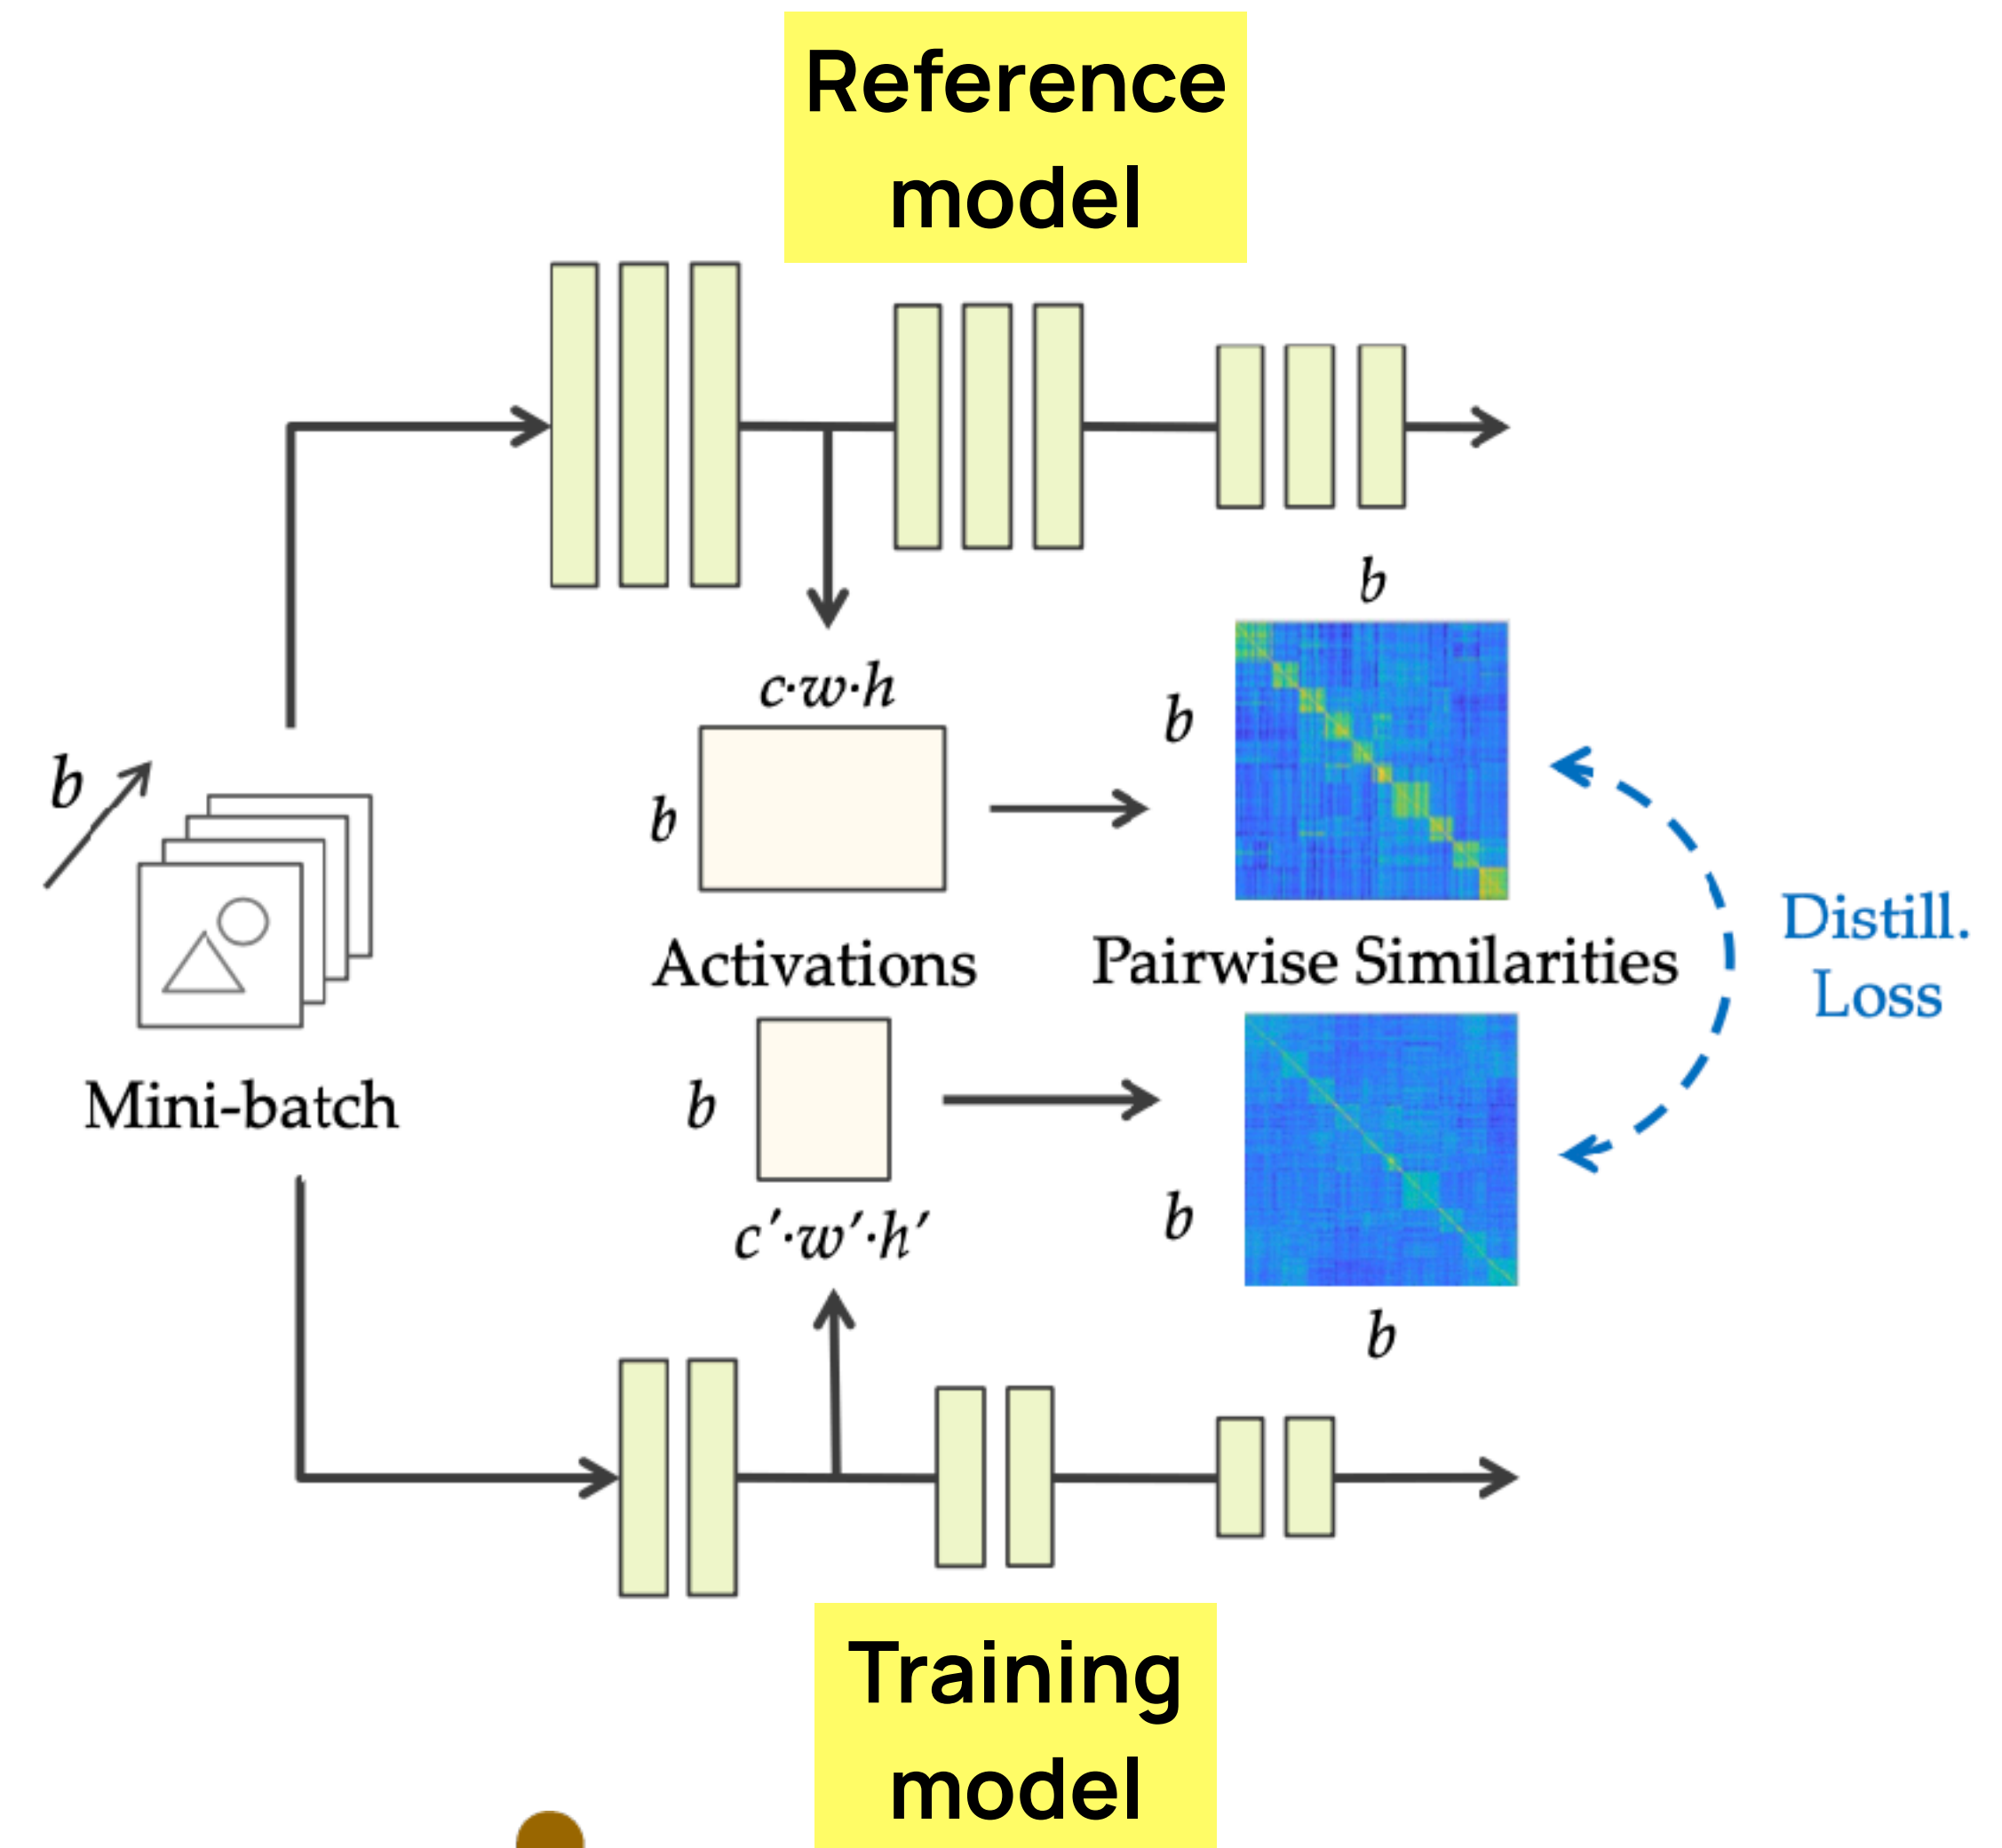 Reference
model
b
c·w·h
b
b
b
Activations
Pairwise Similarities
Distill.
Loss
Mini-batch
b
c′·w′·h′
b
b
Training
model